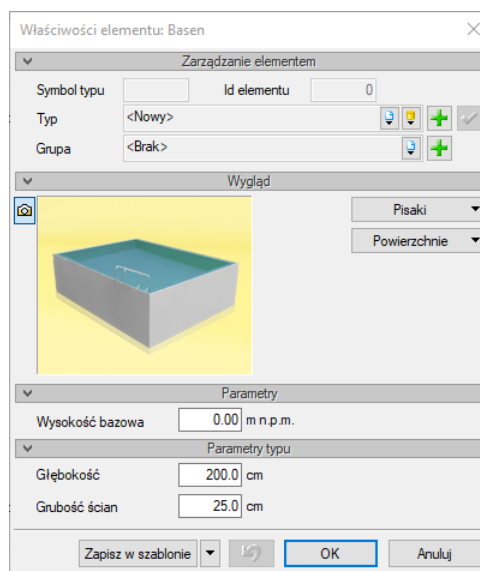 Właściwości elementu: Basen
Zarządzanie elementem
Symbol typu Id elementu 0
Typ <Nowy>
Grupa <Brak>
Wygląd
Pisaki
Powierzchnie
Parametry
Wysokość bazowa 0.00 m n.p.m.
Parametry typu
Głębokość 200.0 cm
Grubość ścian 25.0 cm
Zapisz w szablonie OK Anuluj